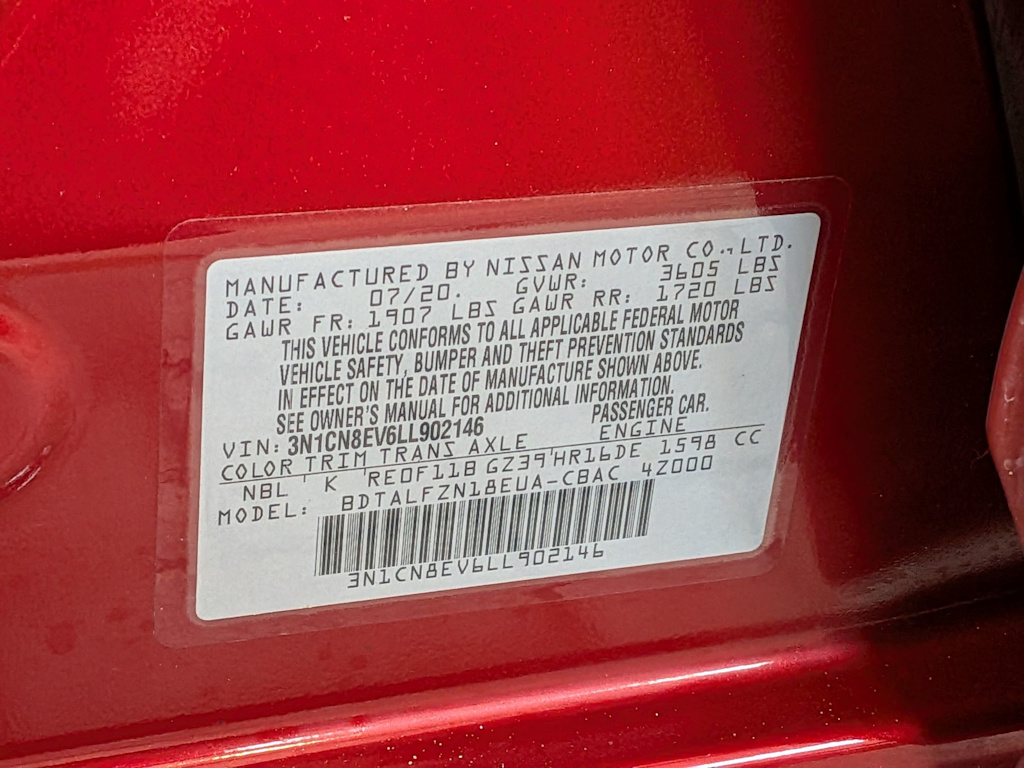 MANUFACTURED BY NISSAN MOTOR CO., LTD.
DATE: 07/20. GVWR: 3605 LBS
GAWR FR: 1907 LBS GAWR RR: 1720 LBS
THIS VEHICLE CONFORMS TO ALL APPLICABLE FEDERAL MOTOR
VEHICLE SAFETY, BUMPER AND THEFT PREVENTION STANDARDS
IN EFFECT ON THE DATE OF MANUFACTURE SHOWN ABOVE.
SEE OWNER'S MANUAL FOR ADDITIONAL INFORMATION.
VIN: 3N1CN8EV6LL902146 PASSENGER CAR.
COLOR TRIM TRANS AXLE ENGINE
NBL ' K 'RE0F11B GZ39'HR16DE 1598 CC
MODEL: BDTALFZN18EUA-CBAC 4Z000
3N1CN8EV6LL902146